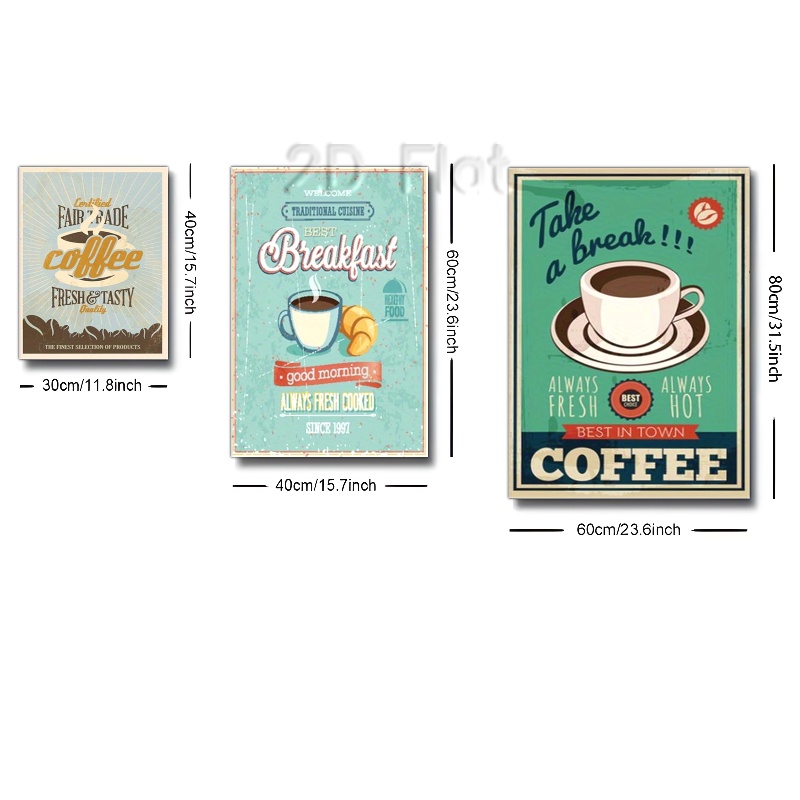 2D Flat
Certified
FAIR TRADE
coffee
FRESH & TASTY
Quality
THE FINEST SELECTION OF PRODUCTS
40cm/15.7inch
30cm/11.8inch
WELCOME
TRADITIONAL CUISINE
BEST
Breakfast
HEALTHY
FOOD
good morning
ALWAYS FRESH COOKED
SINCE 1997
60cm/23.6inch
40cm/15.7inch
Take
a break!!!
ALWAYS
FRESH
BEST
CHOICE
ALWAYS
HOT
BEST IN TOWN
COFFEE
80cm/31.5inch
60cm/23.6inch